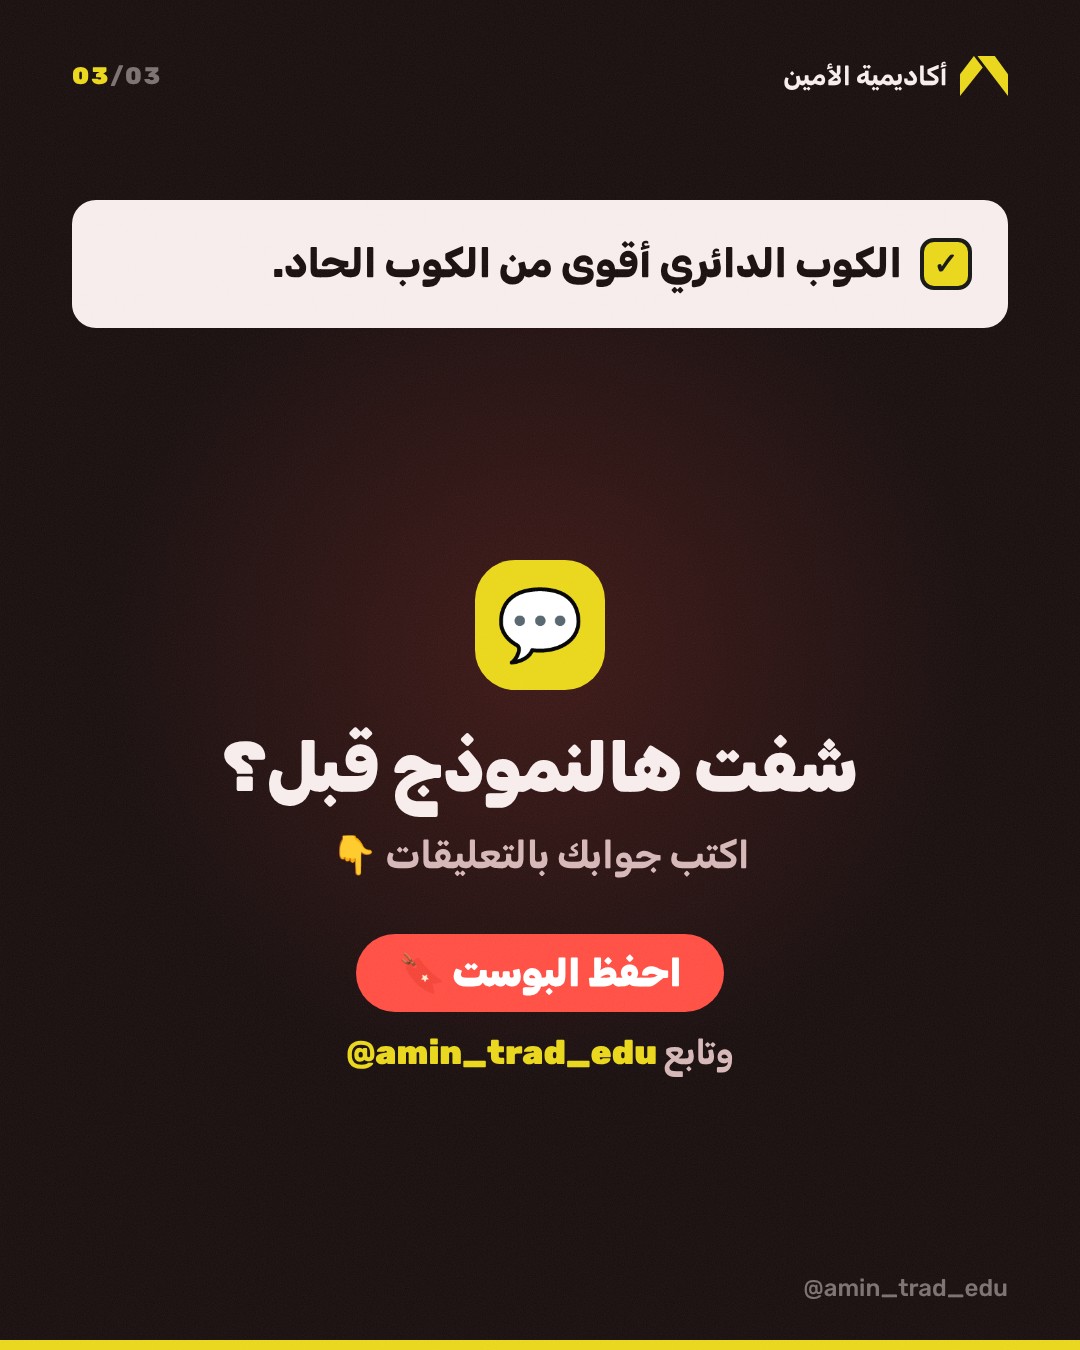 أكاديمية الأمين
03/03
✓ الكوب الدائري أقوى من الكوب الحاد.
شفت هالنموذج قبل؟
اكتب جوابك بالتعليقات 👇
احفظ البوست 🔖
وتابع @amin_trad_edu
@amin_trad_edu